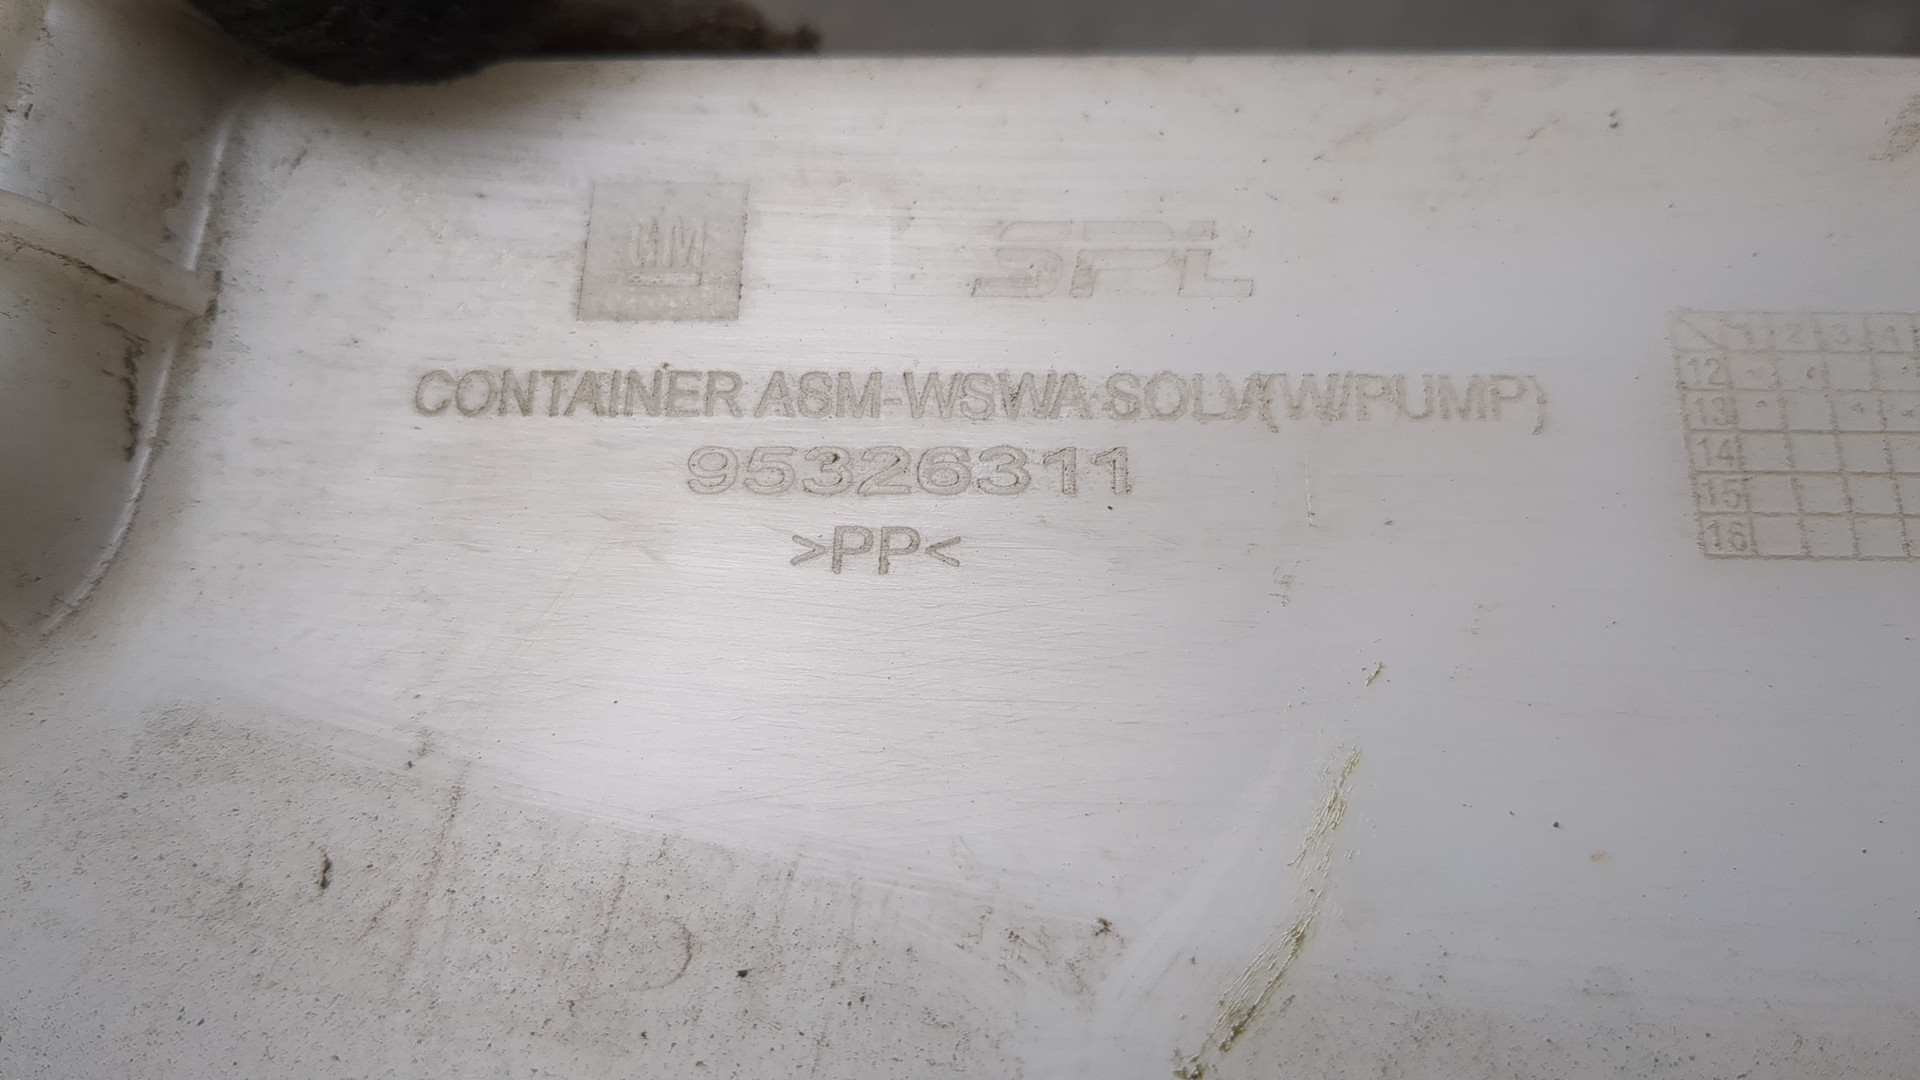 GM
SPL
CONTAINER ASM-WSWA SOLV(W/PUMP)
95326311
>PP<
1 2 3 4
12
13
14
15
16